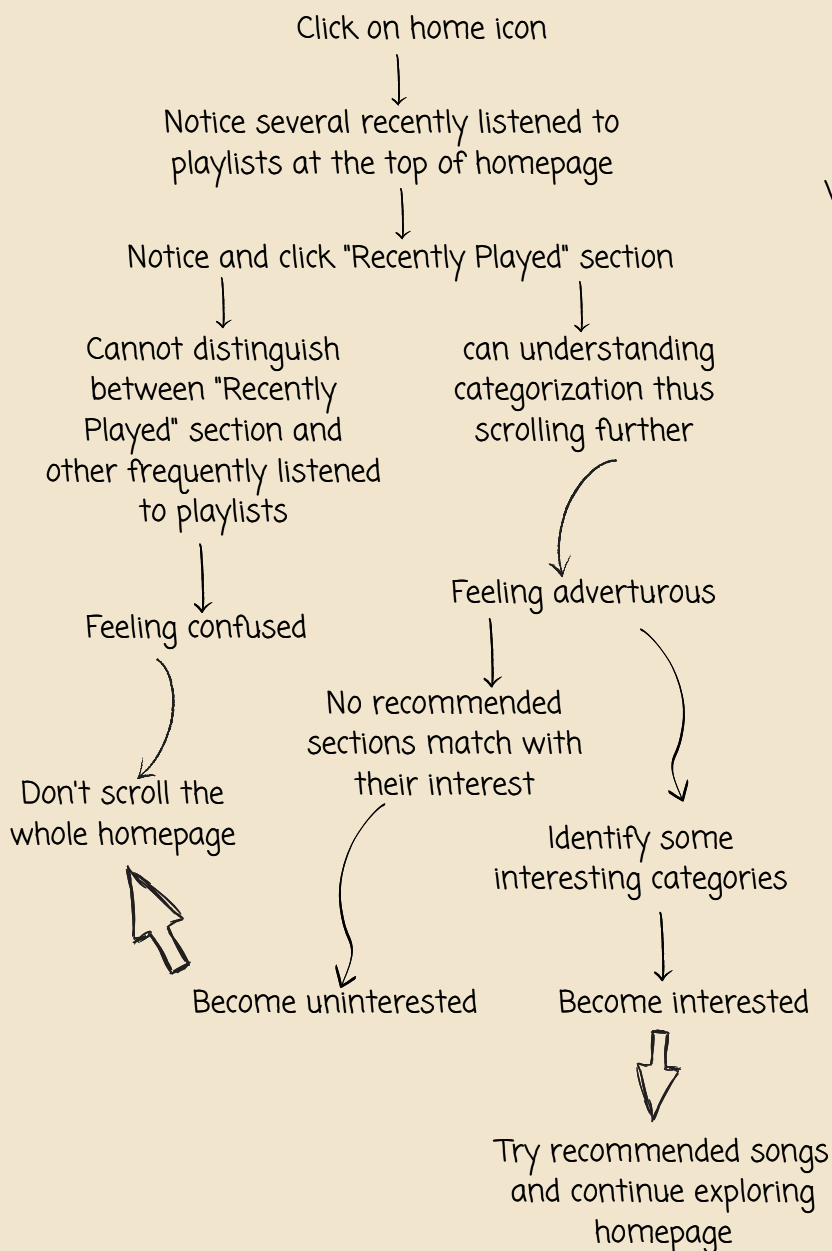 Click on home icon
Notice several recently listened to
playlists at the top of homepage
Notice and click "Recently Played" section
Cannot distinguish
between "Recently
Played" section and
other frequently listened
to playlists
can understanding
categorization thus
scrolling further
Feeling confused
Feeling adverturous
No recommended
sections match with
their interest
Don't scroll the
whole homepage
Identify some
interesting categories
Become uninterested
Become interested
Try recommended songs
and continue exploring
homepage